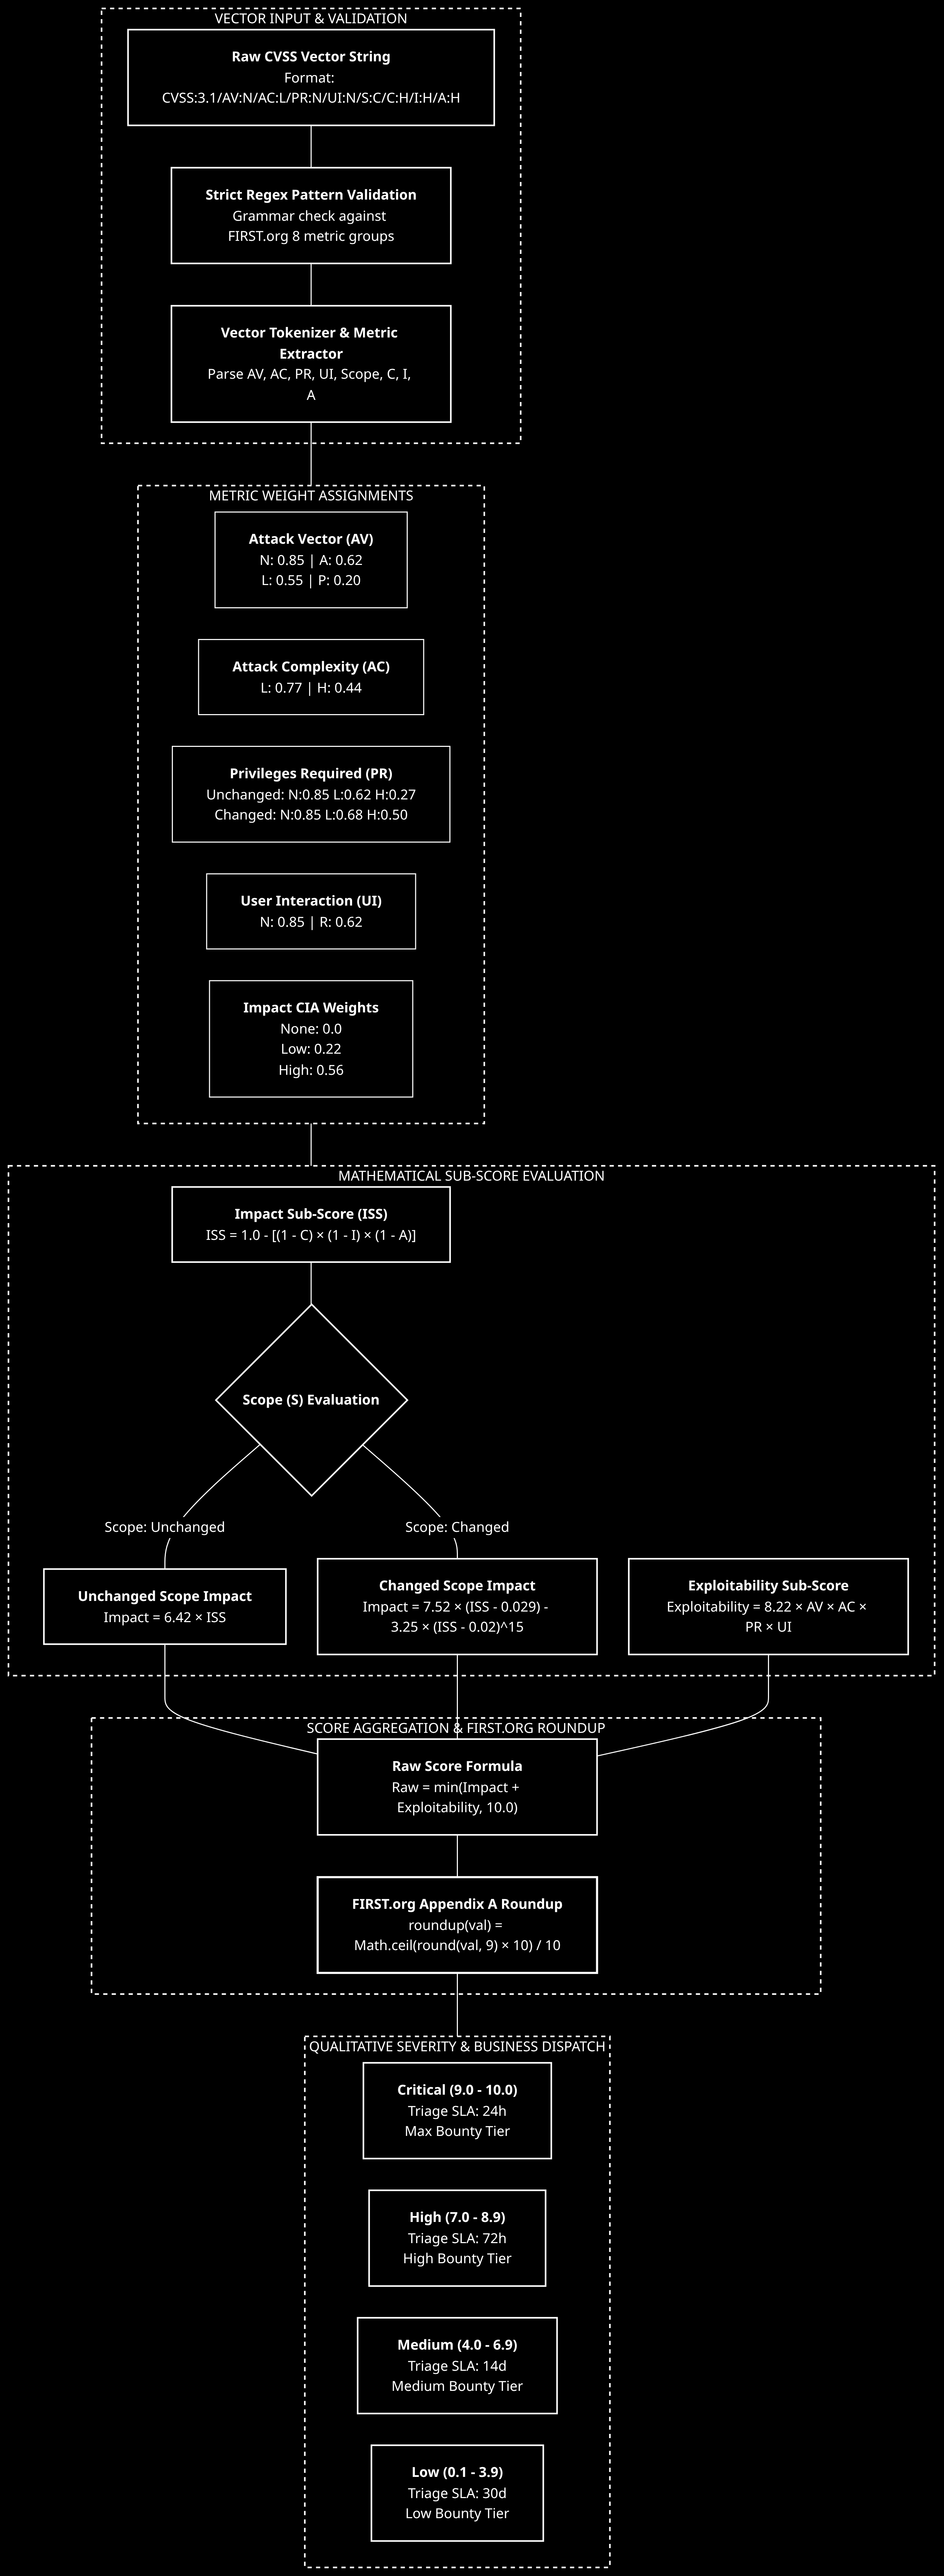 VECTOR INPUT & VALIDATION
Raw CVSS Vector String
Format:
CVSS:3.1/AV:N/AC:L/PR:N/UI:N/S:C/C:H/I:H/A:H
Strict Regex Pattern Validation
Grammar check against
FIRST.org 8 metric groups
Vector Tokenizer & Metric
Extractor
Parse AV, AC, PR, UI, Scope, C, I,
A
METRIC WEIGHT ASSIGNMENTS
Attack Vector (AV)
N: 0.85 | A: 0.62
L: 0.55 | P: 0.20
Attack Complexity (AC)
L: 0.77 | H: 0.44
Privileges Required (PR)
Unchanged: N:0.85 L:0.62 H:0.27
Changed: N:0.85 L:0.68 H:0.50
User Interaction (UI)
N: 0.85 | R: 0.62
Impact CIA Weights
None: 0.0
Low: 0.22
High: 0.56
MATHEMATICAL SUB-SCORE EVALUATION
Impact Sub-Score (ISS)
ISS = 1.0 - [(1 - C) × (1 - I) × (1 - A)]
Scope (S) Evaluation
Scope: Unchanged
Scope: Changed
Unchanged Scope Impact
Impact = 6.42 × ISS
Changed Scope Impact
Impact = 7.52 × (ISS - 0.029) -
3.25 × (ISS - 0.02)^15
Exploitability Sub-Score
Exploitability = 8.22 × AV × AC ×
PR × UI
SCORE AGGREGATION & FIRST.ORG ROUNDUP
Raw Score Formula
Raw = min(Impact +
Exploitability, 10.0)
FIRST.org Appendix A Roundup
roundup(val) =
Math.ceil(round(val, 9) × 10) / 10
QUALITATIVE SEVERITY & BUSINESS DISPATCH
Critical (9.0 - 10.0)
Triage SLA: 24h
Max Bounty Tier
High (7.0 - 8.9)
Triage SLA: 72h
High Bounty Tier
Medium (4.0 - 6.9)
Triage SLA: 14d
Medium Bounty Tier
Low (0.1 - 3.9)
Triage SLA: 30d
Low Bounty Tier